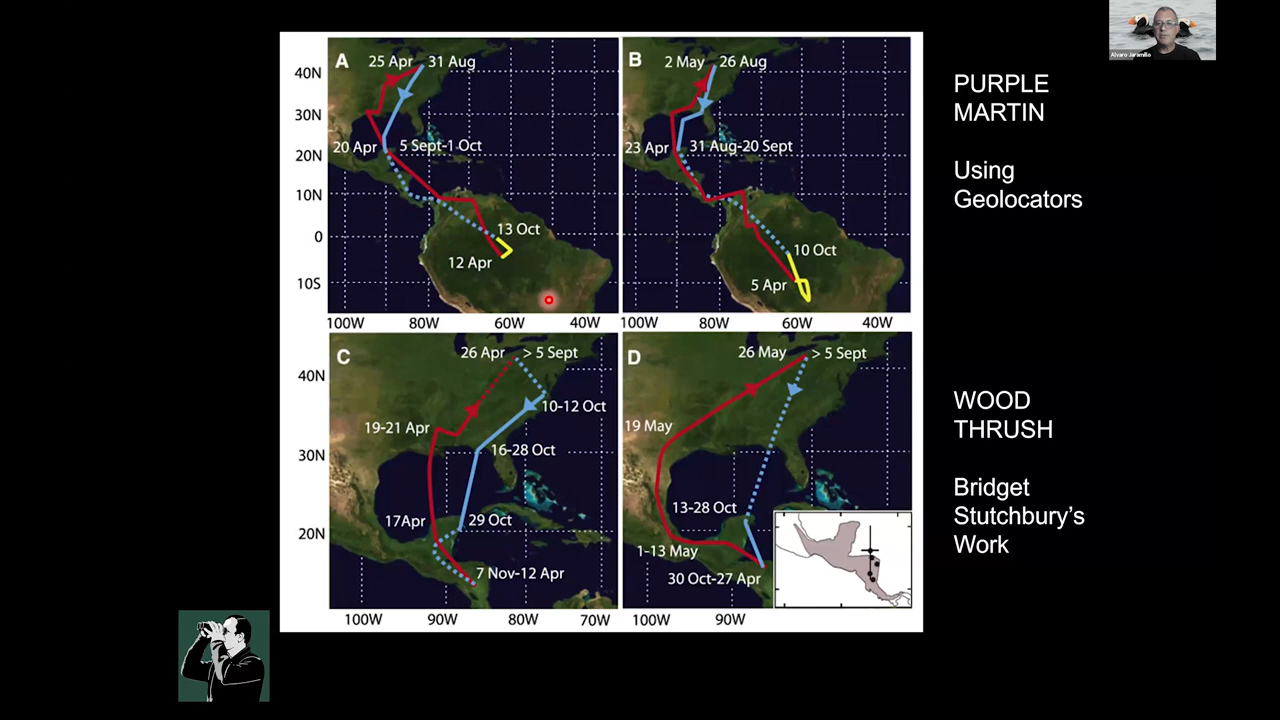 Alvaro Jaramillo
A
25 Apr
31 Aug
40N
30N
20N
10N
0
10S
20 Apr
5 Sept-1 Oct
13 Oct
12 Apr
100W
80W
60W
40W
B
2 May
26 Aug
23 Apr
31 Aug-20 Sept
10 Oct
5 Apr
100W
80W
60W
40W
PURPLE
MARTIN
Using
Geolocators
C
26 Apr
> 5 Sept
40N
30N
20N
10-12 Oct
19-21 Apr
16-28 Oct
17Apr
29 Oct
7 Nov-12 Apr
100W
90W
80W
70W
D
26 May
> 5 Sept
19 May
13-28 Oct
1-13 May
30 Oct-27 Apr
100W
90W
WOOD
THRUSH
Bridget
Stutchbury's
Work